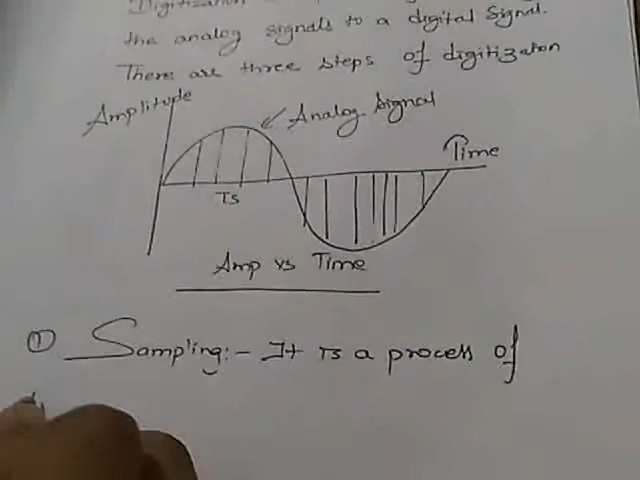 Digitization
the analog signals to a digital signal.
There are three steps of digitizaton
Amplitude
Analog signal
Time
Ts
Amp vs Time
① Sampling:- It is a process of